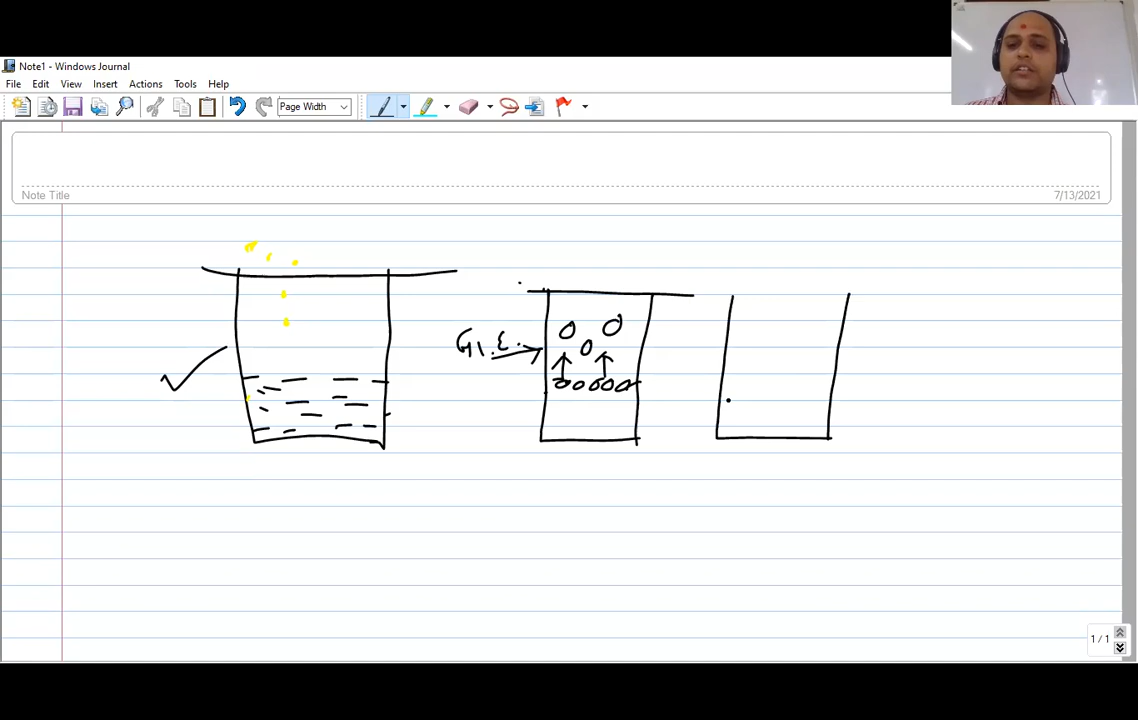 Note1 - Windows Journal
File Edit View Insert Actions Tools Help
Page Width
Note Title
7/13/2021
G1.E.
1 / 1